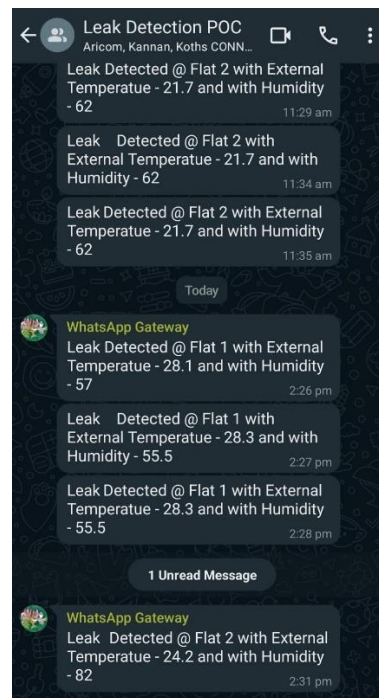 Leak Detection POC
Aricom, Kannan, Koths CONN...
Leak Detected @ Flat 2 with External
Temperatue - 21.7 and with Humidity
- 62
11:29 am
Leak Detected @ Flat 2 with
External Temperatue - 21.7 and with
Humidity - 62
11:34 am
Leak Detected @ Flat 2 with External
Temperatue - 21.7 and with Humidity
- 62
11:35 am
Today
WhatsApp Gateway
Leak Detected @ Flat 1 with External
Temperatue - 28.1 and with Humidity
- 57
2:26 pm
Leak Detected @ Flat 1 with
External Temperatue - 28.3 and with
Humidity - 55.5
2:27 pm
Leak Detected @ Flat 1 with External
Temperatue - 28.3 and with Humidity
- 55.5
2:28 pm
1 Unread Message
WhatsApp Gateway
Leak Detected @ Flat 2 with External
Temperatue - 24.2 and with Humidity
- 82
2:31 pm